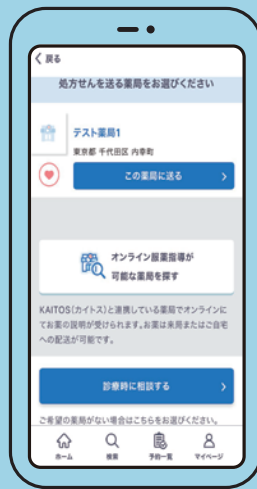 戻る
処方せんを送る薬局をお選びください
テスト薬局1
東京都 千代田区 内幸町
この薬局に送る
オンライン服薬指導が
可能な薬局を探す
KAITOS(カイトス)と連携している薬局でオンラインに
てお薬の説明が受けられます。お薬は来局またはご自宅
への配送が可能です。
診療時に相談する
ご希望の薬局がない場合はこちらをお選びください。
ホーム 検索 予約一覧 マイページ